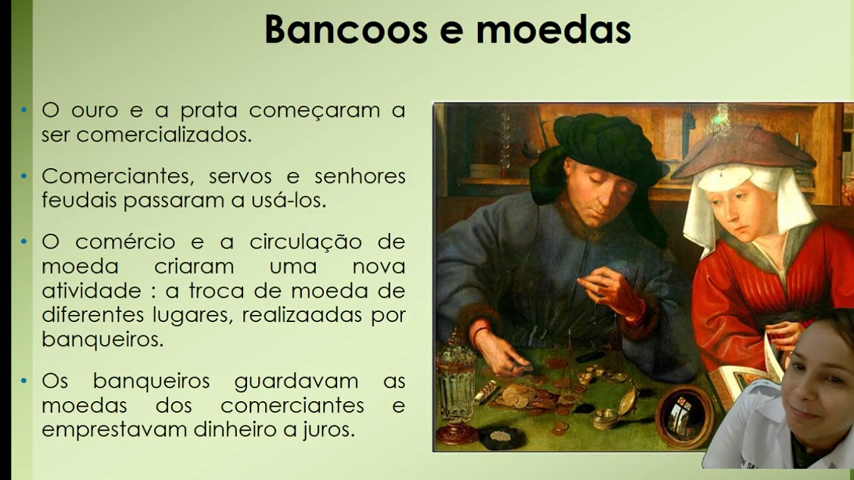 Bancoos e moedas
• O ouro e a prata começaram a
ser comercializados.
• Comerciantes, servos e senhores
feudais passaram a usá-los.
• O comércio e a circulação de
moeda criaram uma nova
atividade : a troca de moeda de
diferentes lugares, realizaadas por
banqueiros.
• Os banqueiros guardavam as
moedas dos comerciantes e
emprestavam dinheiro a juros.